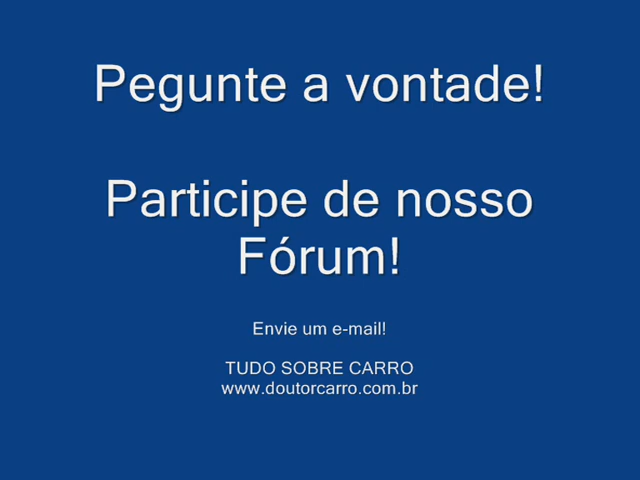 Pegunte a vontade!
Participe de nosso
Fórum!
Envie um e-mail!
TUDO SOBRE CARRO
www.doutorcarro.com.br